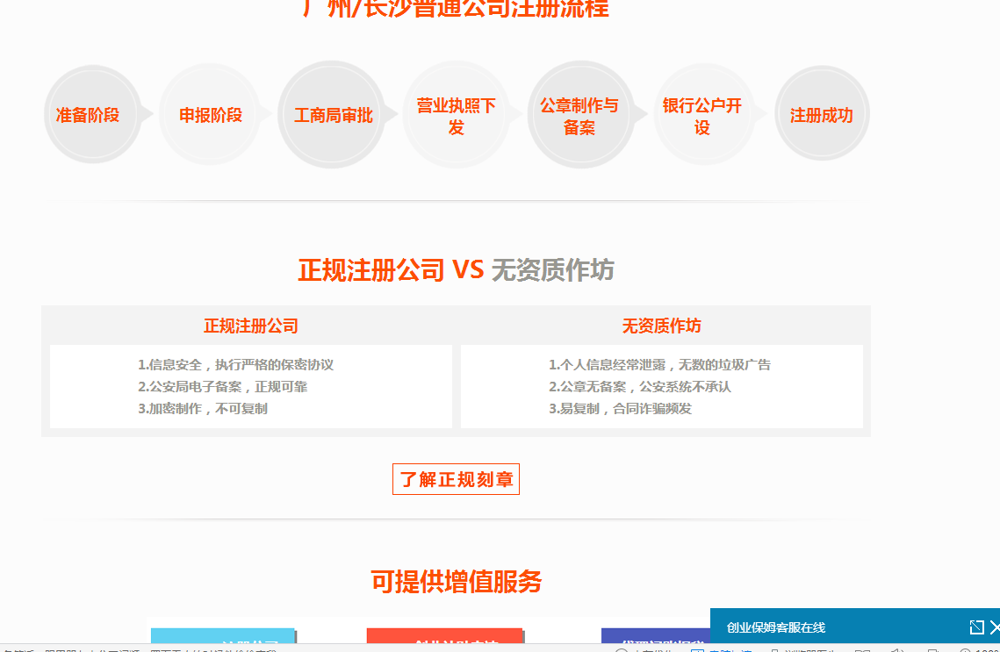 广州/长沙普通公司注册流程
准备阶段
申报阶段
工商局审批
营业执照下
发
公章制作与
备案
银行公户开
设
注册成功
正规注册公司 VS 无资质作坊
正规注册公司
无资质作坊
1.信息安全，执行严格的保密协议
2.公安局电子备案，正规可靠
3.加密制作，不可复制
1.个人信息经常泄露，无数的垃圾广告
2.公章无备案，公安系统不承认
3.易复制，合同诈骗频发
了解正规刻章
可提供增值服务
创业保姆客服在线